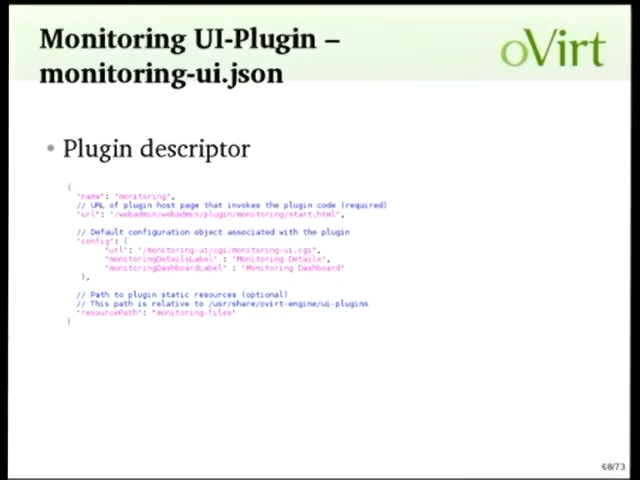 Monitoring UI-Plugin –
monitoring-ui.json
oVirt
• Plugin descriptor
{
"name": "monitoring",
// URL of plugin host page that invokes the plugin code (required)
"url": "/webadmin/webadmin/plugin/monitoring/start.html",
// Default configuration object associated with the plugin
"config": {
"url": "/monitoring-ui/cgi/monitoring-ui.cgi",
"monitoringDetailsLabel" : "Monitoring Details",
"monitoringDashboardLabel" : "Monitoring Dashboard"
},
// Path to plugin static resources (optional)
// This path is relative to /usr/share/ovirt-engine/ui-plugins
"resourcePath": "monitoring-files"
}
68/73